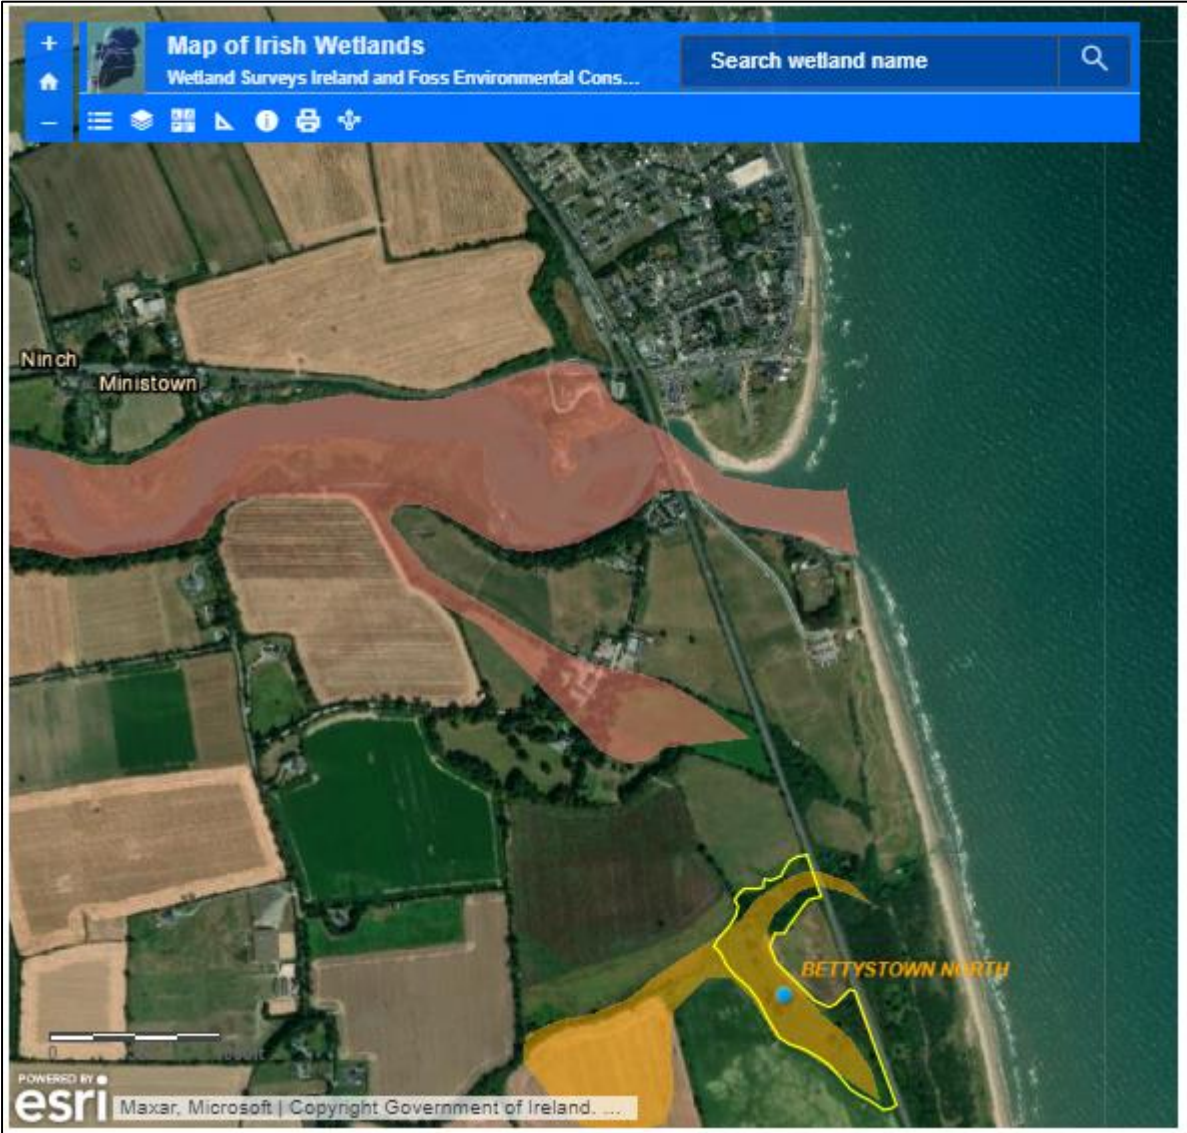 Map of Irish Wetlands
Wetland Surveys Ireland and Foss Environmental Cons...
Search wetland name
Ninch
Ministown
BETTYSTOWN NORTH
0
POWERED BY
esri
Maxar, Microsoft | Copyright Government of Ireland. ...